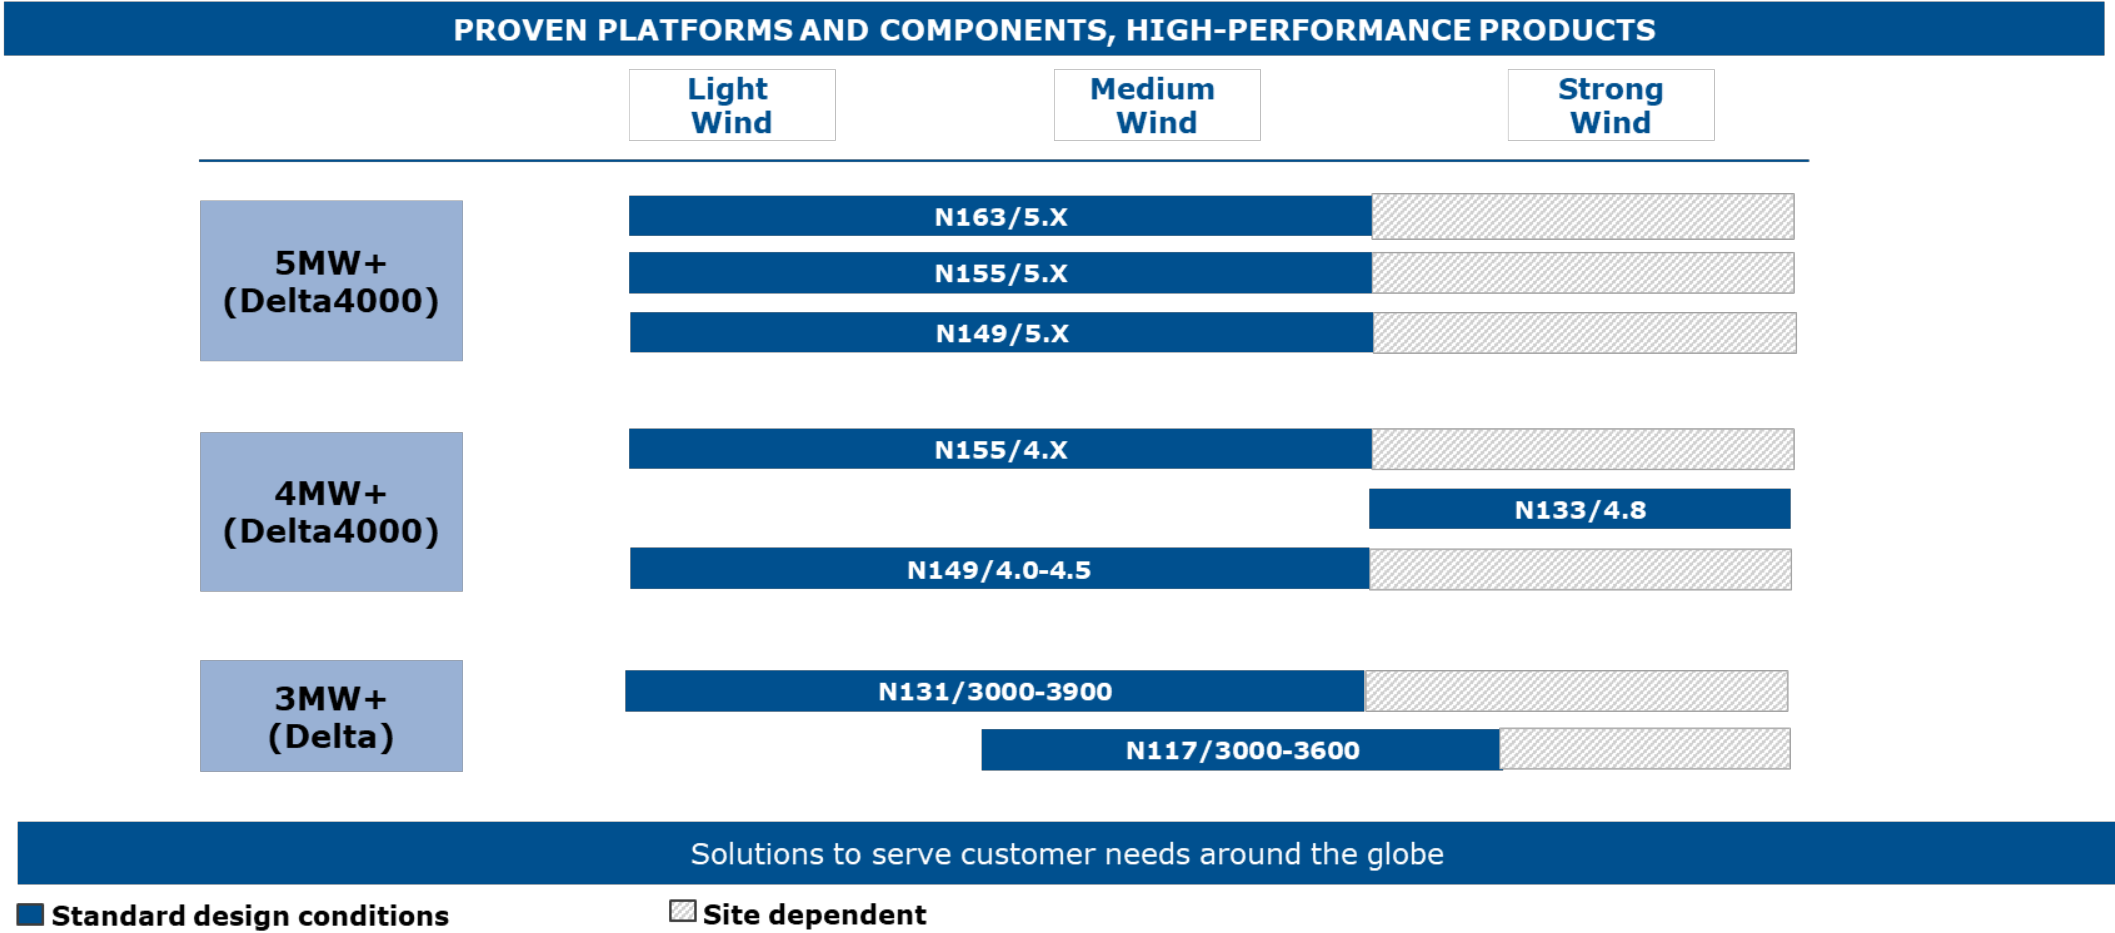 PROVEN PLATFORMS AND COMPONENTS, HIGH-PERFORMANCE PRODUCTS
Light
Wind
Medium
Wind
Strong
Wind
5MW+
(Delta4000)
N163/5.X
N155/5.X
N149/5.X
4MW+
(Delta4000)
N155/4.X
N133/4.8
N149/4.0-4.5
3MW+
(Delta)
N131/3000-3900
N117/3000-3600
Solutions to serve customer needs around the globe
Standard design conditions
Site dependent